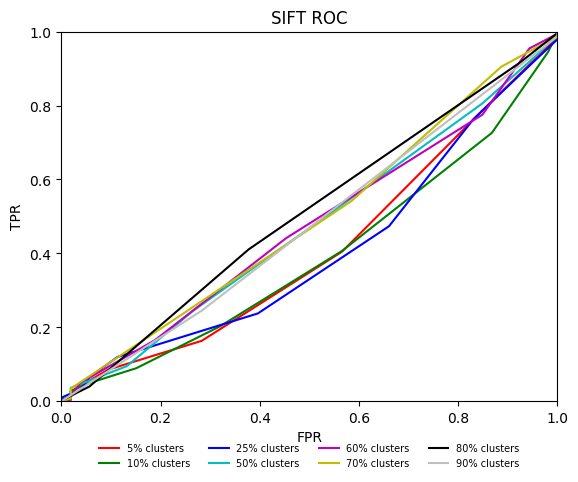 SIFT ROC
1.0
0.8
0.6
0.4
0.2
0.0
TPR
0.0 0.2 0.4 0.6 0.8 1.0
FPR
5% clusters 25% clusters 60% clusters 80% clusters
10% clusters 50% clusters 70% clusters 90% clusters